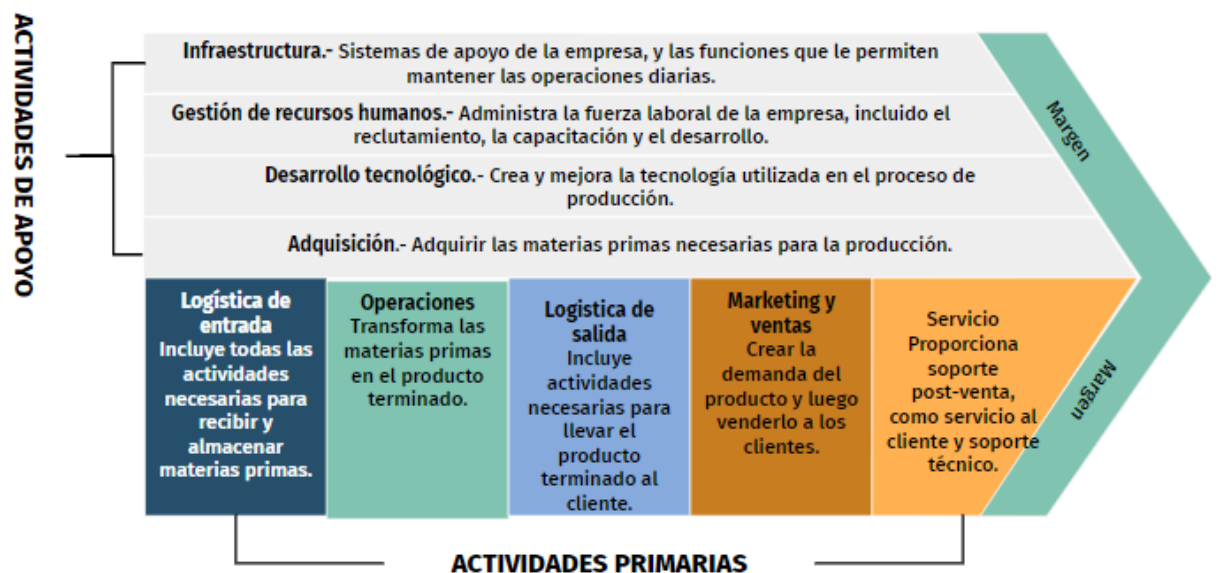 ACTIVIDADES DE APOYO
Infraestructura.- Sistemas de apoyo de la empresa, y las funciones que le permiten
mantener las operaciones diarias.
Gestión de recursos humanos.- Administra la fuerza laboral de la empresa, incluido el
reclutamiento, la capacitación y el desarrollo.
Desarrollo tecnológico.- Crea y mejora la tecnología utilizada en el proceso de
producción.
Adquisición.- Adquirir las materias primas necesarias para la producción.
Margen
Logística de
entrada
Incluye todas las
actividades
necesarias para
recibir y
almacenar
materias primas.
Operaciones
Transforma las
materias primas
en el producto
terminado.
Logistica de
salida
Incluye
actividades
necesarias para
llevar el
producto
terminado al
cliente.
Marketing y
ventas
Crear la
demanda del
producto y luego
venderlo a los
clientes.
Servicio
Proporciona
soporte
post-venta,
como servicio al
cliente y soporte
técnico.
Margen
ACTIVIDADES PRIMARIAS